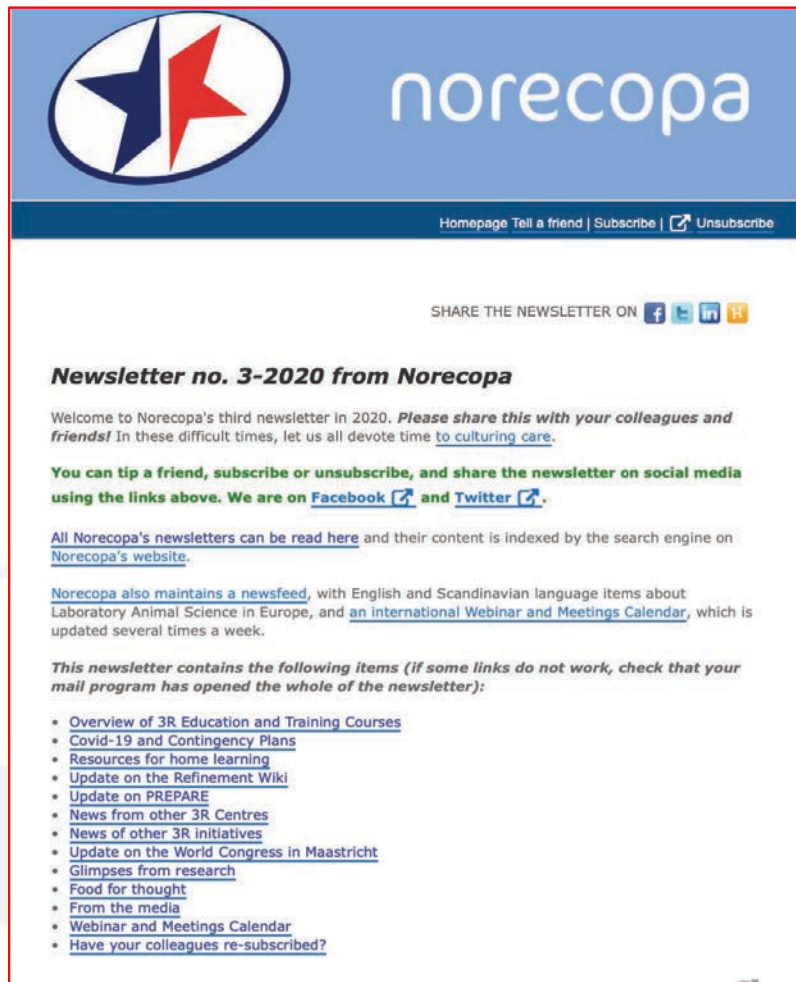 norecopa
Homepage Tell a friend | Subscribe | Unsubscribe
SHARE THE NEWSLETTER ON
Newsletter no. 3-2020 from Norecopa
Welcome to Norecopa's third newsletter in 2020. Please share this with your colleagues and
friends! In these difficult times, let us all devote time to culturing care.
You can tip a friend, subscribe or unsubscribe, and share the newsletter on social media
using the links above. We are on Facebook and Twitter.
All Norecopa's newsletters can be read here and their content is indexed by the search engine on
Norecopa's website.
Norecopa also maintains a newsfeed, with English and Scandinavian language items about
Laboratory Animal Science in Europe, and an international Webinar and Meetings Calendar, which is
updated several times a week.
This newsletter contains the following items (if some links do not work, check that your
mail program has opened the whole of the newsletter):
• Overview of 3R Education and Training Courses
• Covid-19 and Contingency Plans
• Resources for home learning
• Update on the Refinement Wiki
• Update on PREPARE
• News from other 3R Centres
• News of other 3R initiatives
• Update on the World Congress in Maastricht
• Glimpses from research
• Food for thought
• From the media
• Webinar and Meetings Calendar
• Have your colleagues re-subscribed?